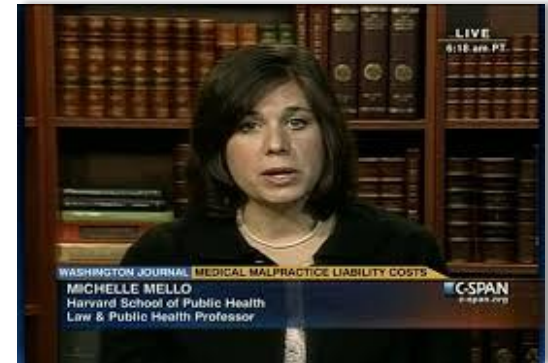 LIVE
6:18 am PT
WASHINGTON JOURNAL MEDICAL MALPRACTICE LIABILITY COSTS
MICHELLE MELLO
Harvard School of Public Health
Law & Public Health Professor
C-SPAN
c-span.org